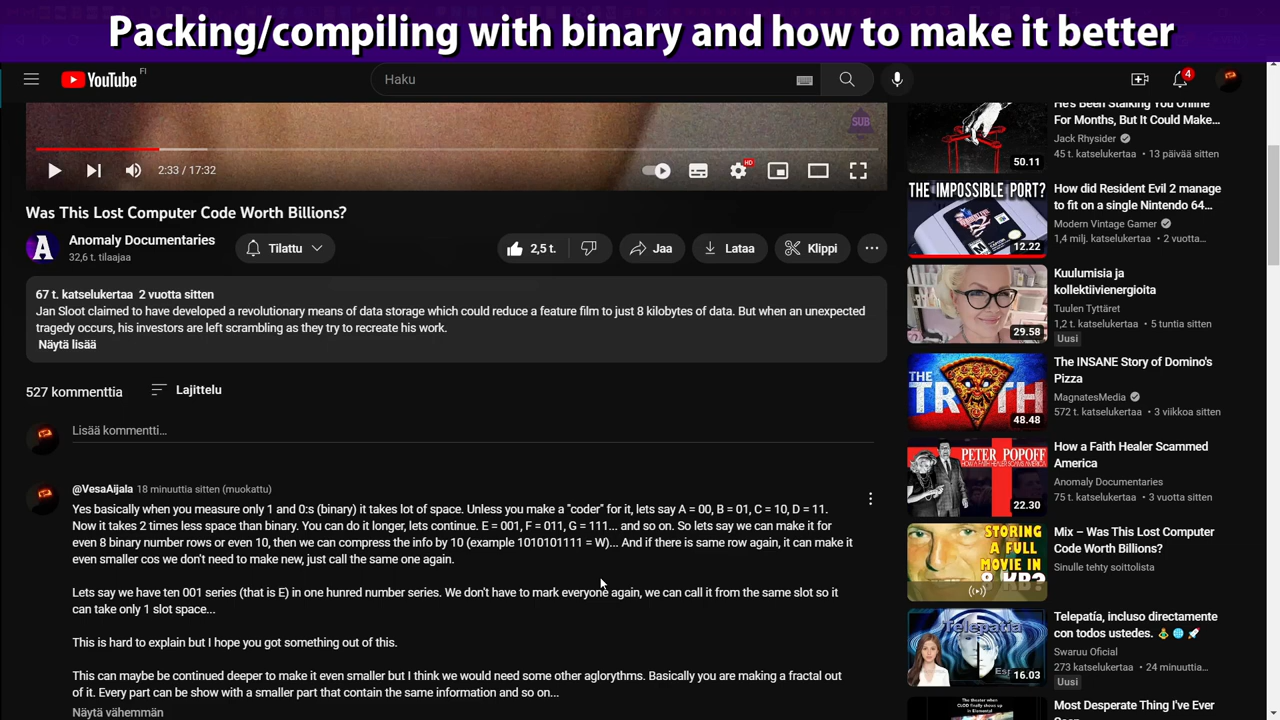 Packing/compiling with binary and how to make it better
YouTube FI
Haku
4
SUB
2:33 / 17:32
HD
Was This Lost Computer Code Worth Billions?
Anomaly Documentaries
32,6 t. tilaajaa
Tilattu
2,5 t.
Jaa
Lataa
Klippi
67 t. katselukertaa 2 vuotta sitten
Jan Sloot claimed to have developed a revolutionary means of data storage which could reduce a feature film to just 8 kilobytes of data. But when an unexpected
tragedy occurs, his investors are left scrambling as they try to recreate his work.
Näytä lisää
527 kommenttia
Lajittelu
Lisää kommentti…
@VesaAijala 18 minuuttia sitten (muokattu)
Yes basically when you measure only 1 and 0:s (binary) it takes lot of space. Unless you make a "coder" for it, lets say A = 00, B = 01, C = 10, D = 11.
Now it takes 2 times less space than binary. You can do it longer, lets continue. E = 001, F = 011, G = 111... and so on. So lets say we can make it for
even 8 binary number rows or even 10, then you can compress the info by 10 (example 1010101111 = W)... And if there is same row again, it can make it
even smaller cos we don't need to make new, just call the same one again.
Lets say we have ten 001 series (that is E) in one hundred number series. We don't have to mark everyone again, we can call it from the same slot so it
can take only 1 slot space...
This is hard to explain but I hope you got something out of this.
This can maybe be continued deeper to make it even smaller but I think we would need some other aglorythms. Basically you are making a fractal out
of it. Every part can be show with a smaller part that contain the same information and so on...
Näytä vähemmän
He's Been Stalking You Online
For Months, But It Could Make...
Jack Rhysider
45 t. katselukertaa • 13 päivää sitten
50.11
THE IMPOSSIBLE PORT?
12.22
How did Resident Evil 2 manage
to fit on a single Nintendo 64...
Modern Vintage Gamer
1,4 milj. katselukertaa • 2 vuotta...
29.58
Kuulumisia ja
kollektiivienergioita
Tuulen Tyttäret
1,2 t. katselukertaa • 5 tuntia sitten
Uusi
THE
TRUTH
48.48
The INSANE Story of Domino's
Pizza
MagnatesMedia
572 t. katselukertaa • 3 viikkoa sitten
PETER POPOFF
HOW A FAITH HEALER SCAMS AMERICA
22.30
How a Faith Healer Scammed
America
Anomaly Documentaries
75 t. katselukertaa • 3 vuotta sitten
STORING A
FULL
MOVIE IN
8 KB?
Mix – Was This Lost Computer
Code Worth Billions?
Sinulle tehty soittolista
Telepatía
16.03
Telepatía, incluso directamente
con todos ustedes.
Swaruu Oficial
273 katselukertaa • 24 minuuttia...
Uusi
Most Desperate Thing I've Ever